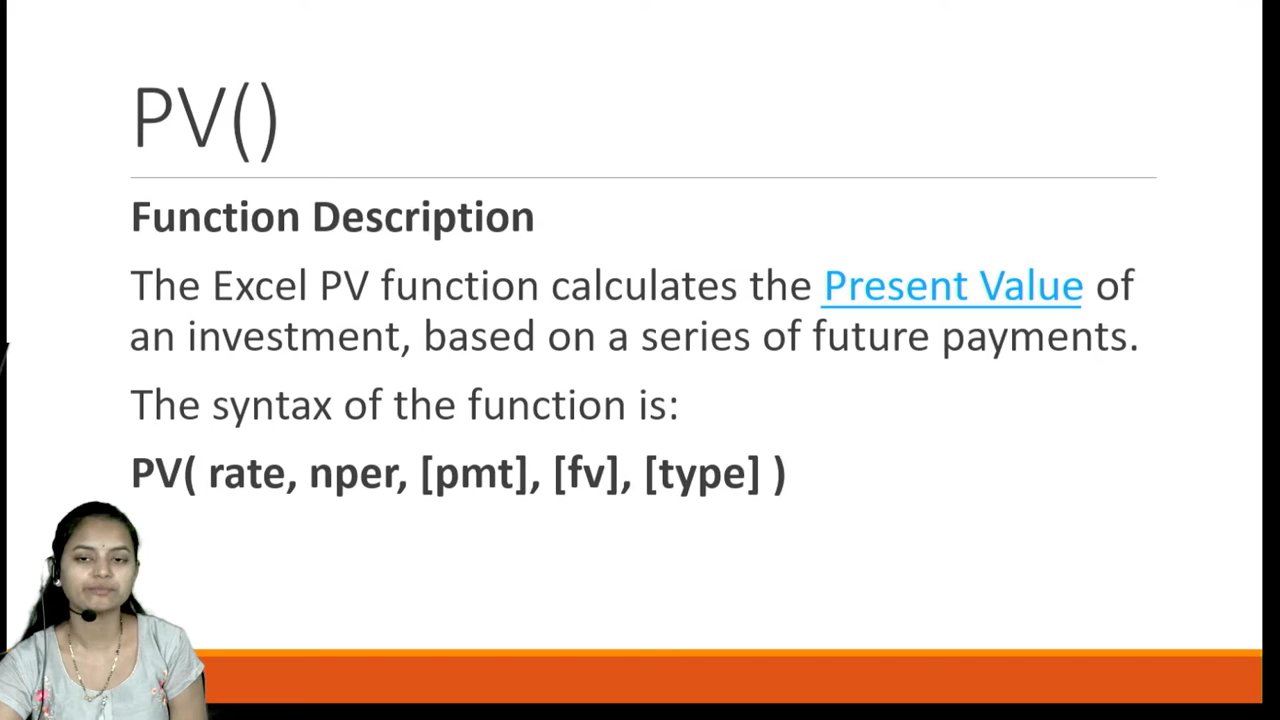 PV()
Function Description
The Excel PV function calculates the Present Value of
an investment, based on a series of future payments.
The syntax of the function is:
PV( rate, nper, [pmt], [fv], [type] )